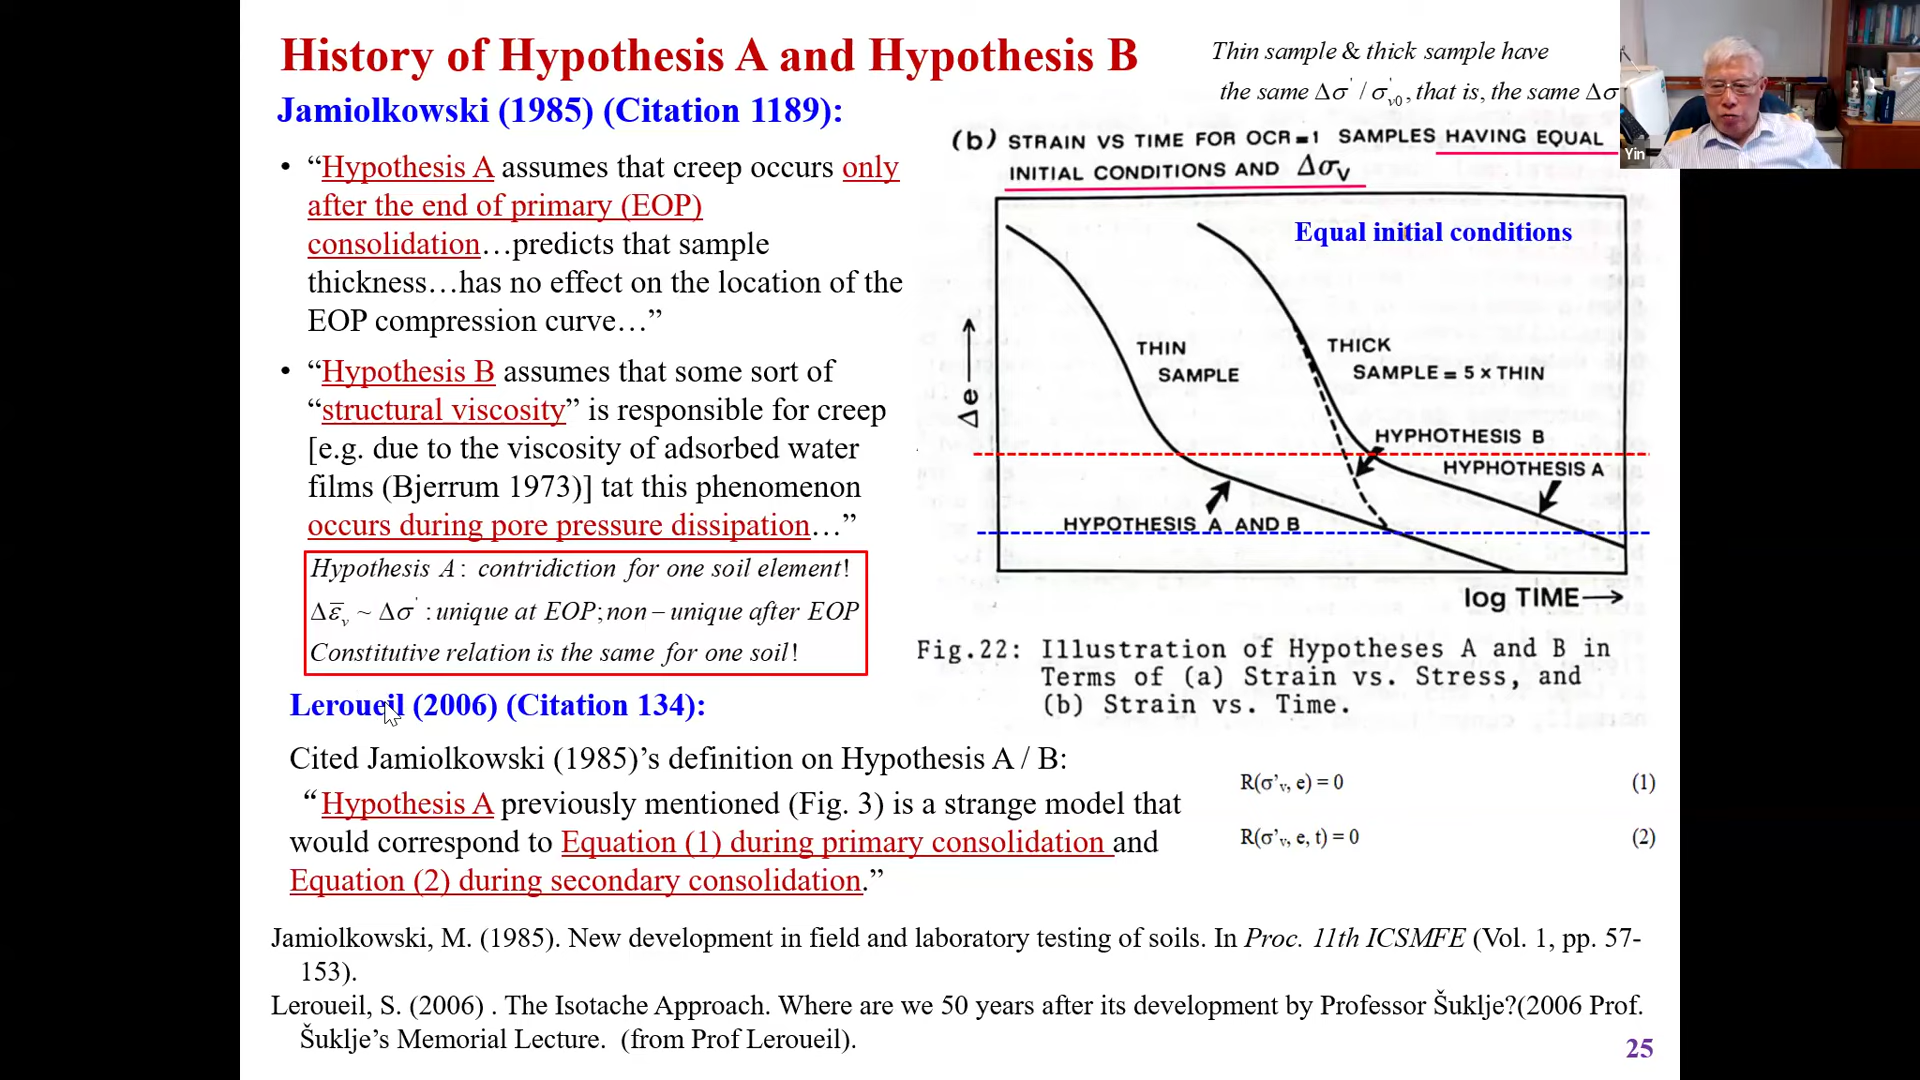 History of Hypothesis A and Hypothesis B
Jamiolkowski (1985) (Citation 1189):
• “Hypothesis A assumes that creep occurs only
after the end of primary (EOP)
consolidation…predicts that sample
thickness…has no effect on the location of the
EOP compression curve…”
• “Hypothesis B assumes that some sort of
“structural viscosity” is responsible for creep
[e.g. due to the viscosity of adsorbed water
films (Bjerrum 1973)] tat this phenomenon
occurs during pore pressure dissipation…”
Hypothesis A: contridiction for one soil element!
Δε̅v ~ Δσ' : unique at EOP; non – unique after EOP
Constitutive relation is the same for one soil!
Leroueil (2006) (Citation 134):
Cited Jamiolkowski (1985)’s definition on Hypothesis A / B:
“Hypothesis A previously mentioned (Fig. 3) is a strange model that
would correspond to Equation (1) during primary consolidation and
Equation (2) during secondary consolidation.”
Thin sample & thick sample have
the same Δσ' / σ'v0, that is, the same Δσ
Yin
(b) STRAIN VS TIME FOR OCR=1 SAMPLES HAVING EQUAL
INITIAL CONDITIONS AND Δσv
Equal initial conditions
Δe
THIN
SAMPLE
THICK
SAMPLE = 5 × THIN
HYPHOTHESIS B
HYPHOTHESIS A
HYPOTHESIS A AND B
log TIME
Fig.22: Illustration of Hypotheses A and B in
Terms of (a) Strain vs. Stress, and
(b) Strain vs. Time.
R(σ’v, e) = 0 (1)
R(σ’v, e, t) = 0 (2)
Jamiolkowski, M. (1985). New development in field and laboratory testing of soils. In Proc. 11th ICSMFE (Vol. 1, pp. 57-
153).
Leroueil, S. (2006) . The Isotache Approach. Where are we 50 years after its development by Professor Šuklje?(2006 Prof.
Šuklje’s Memorial Lecture. (from Prof Leroueil).
25